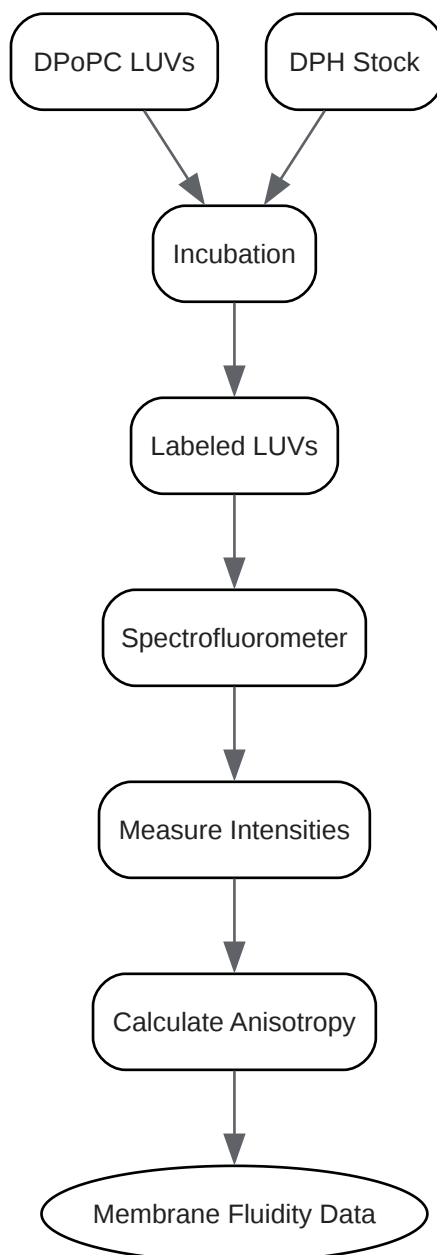 DPoPC LUVs
DPH Stock
Incubation
Labeled LUVs
Spectrofluorometer
Measure Intensities
Calculate Anisotropy
Membrane Fluidity Data